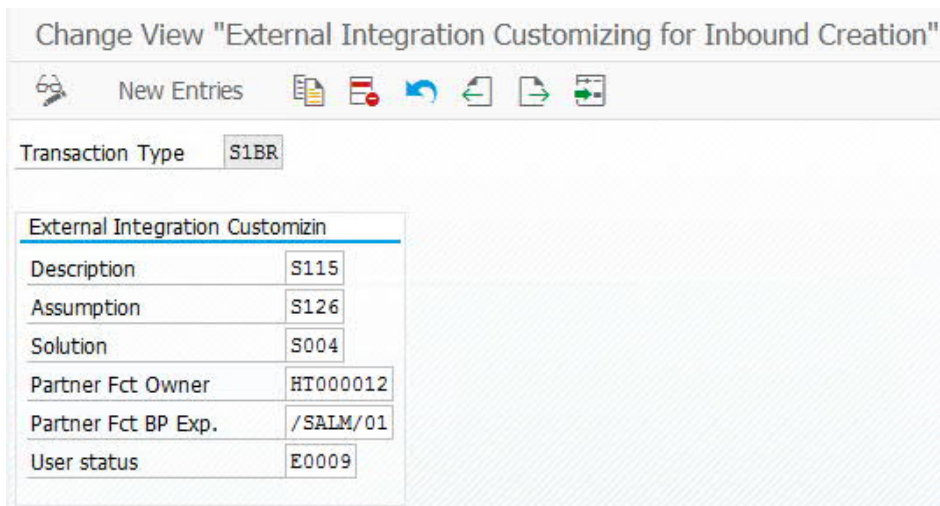 Change View "External Integration Customizing for Inbound Creation"
New Entries
Transaction Type S1BR
External Integration Customizin
Description S115
Assumption S126
Solution S004
Partner Fct Owner HT000012
Partner Fct BP Exp. /SALM/01
User status E0009